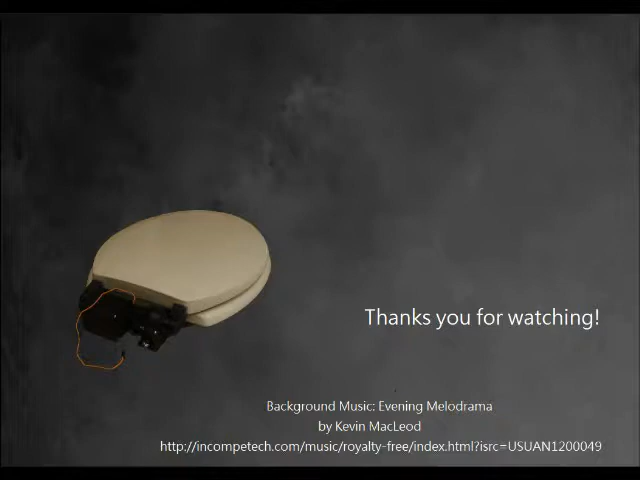 Thanks you for watching!
Background Music: Evening Melodrama
by Kevin MacLeod
http://incompetech.com/music/royalty-free/index.html?isrc=USUAN1200049